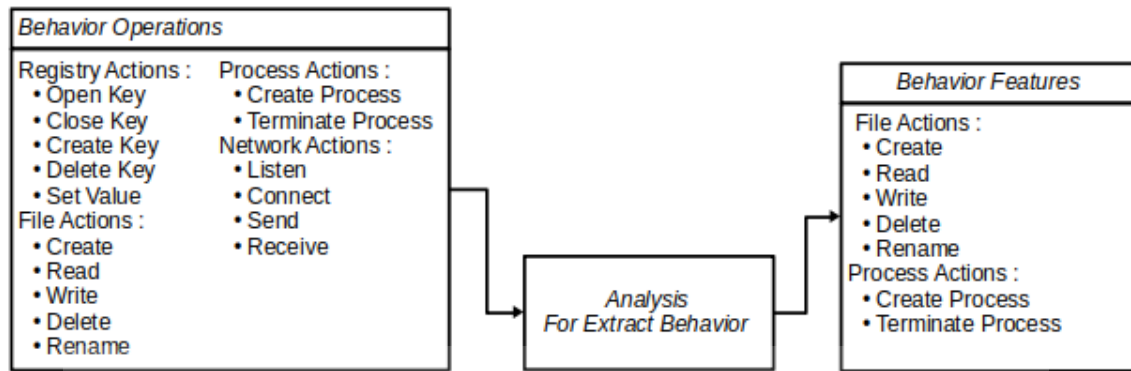 Behavior Operations
Registry Actions :
• Open Key
• Close Key
• Create Key
• Delete Key
• Set Value
File Actions :
• Create
• Read
• Write
• Delete
• Rename
Process Actions :
• Create Process
• Terminate Process
Network Actions :
• Listen
• Connect
• Send
• Receive
Analysis
For Extract Behavior
Behavior Features
File Actions :
• Create
• Read
• Write
• Delete
• Rename
Process Actions :
• Create Process
• Terminate Process